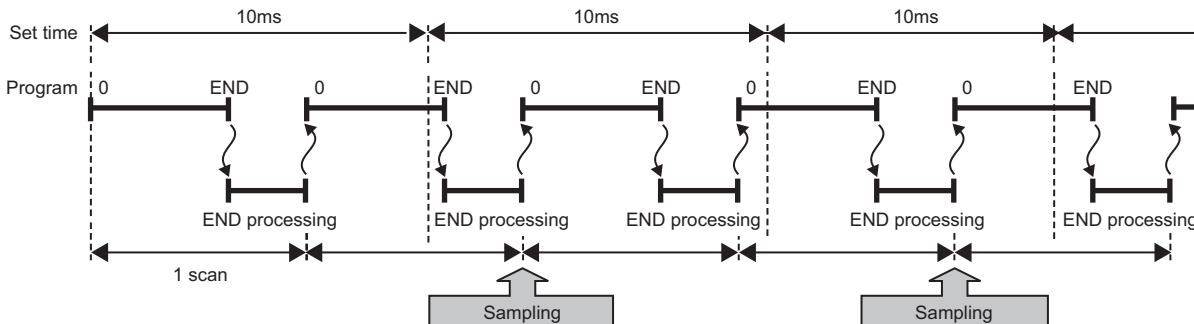 10ms 10ms 10ms
Set time
Program 0 END 0 END 0 END 0 END 0 END
END processing END processing END processing END processing END processing
1 scan
Sampling Sampling